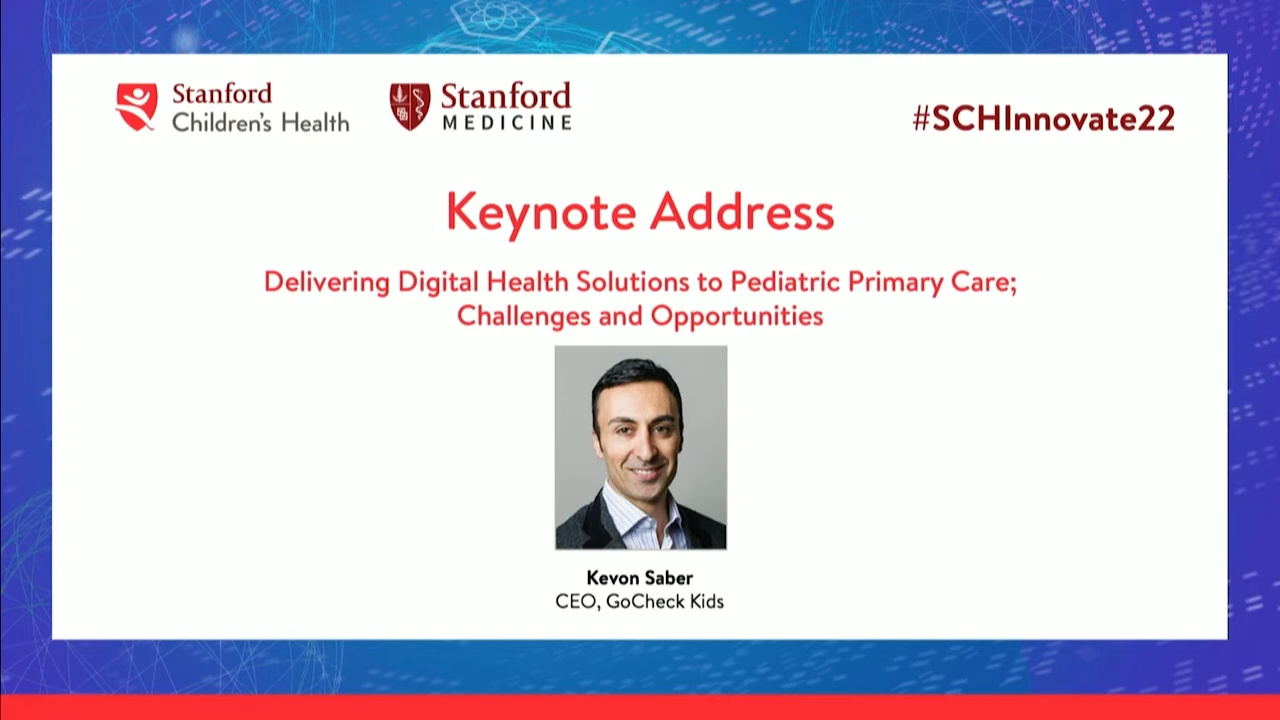 Stanford
Children's Health
Stanford
MEDICINE
#SCHInnovate22
Keynote Address
Delivering Digital Health Solutions to Pediatric Primary Care;
Challenges and Opportunities
Kevon Saber
CEO, GoCheck Kids